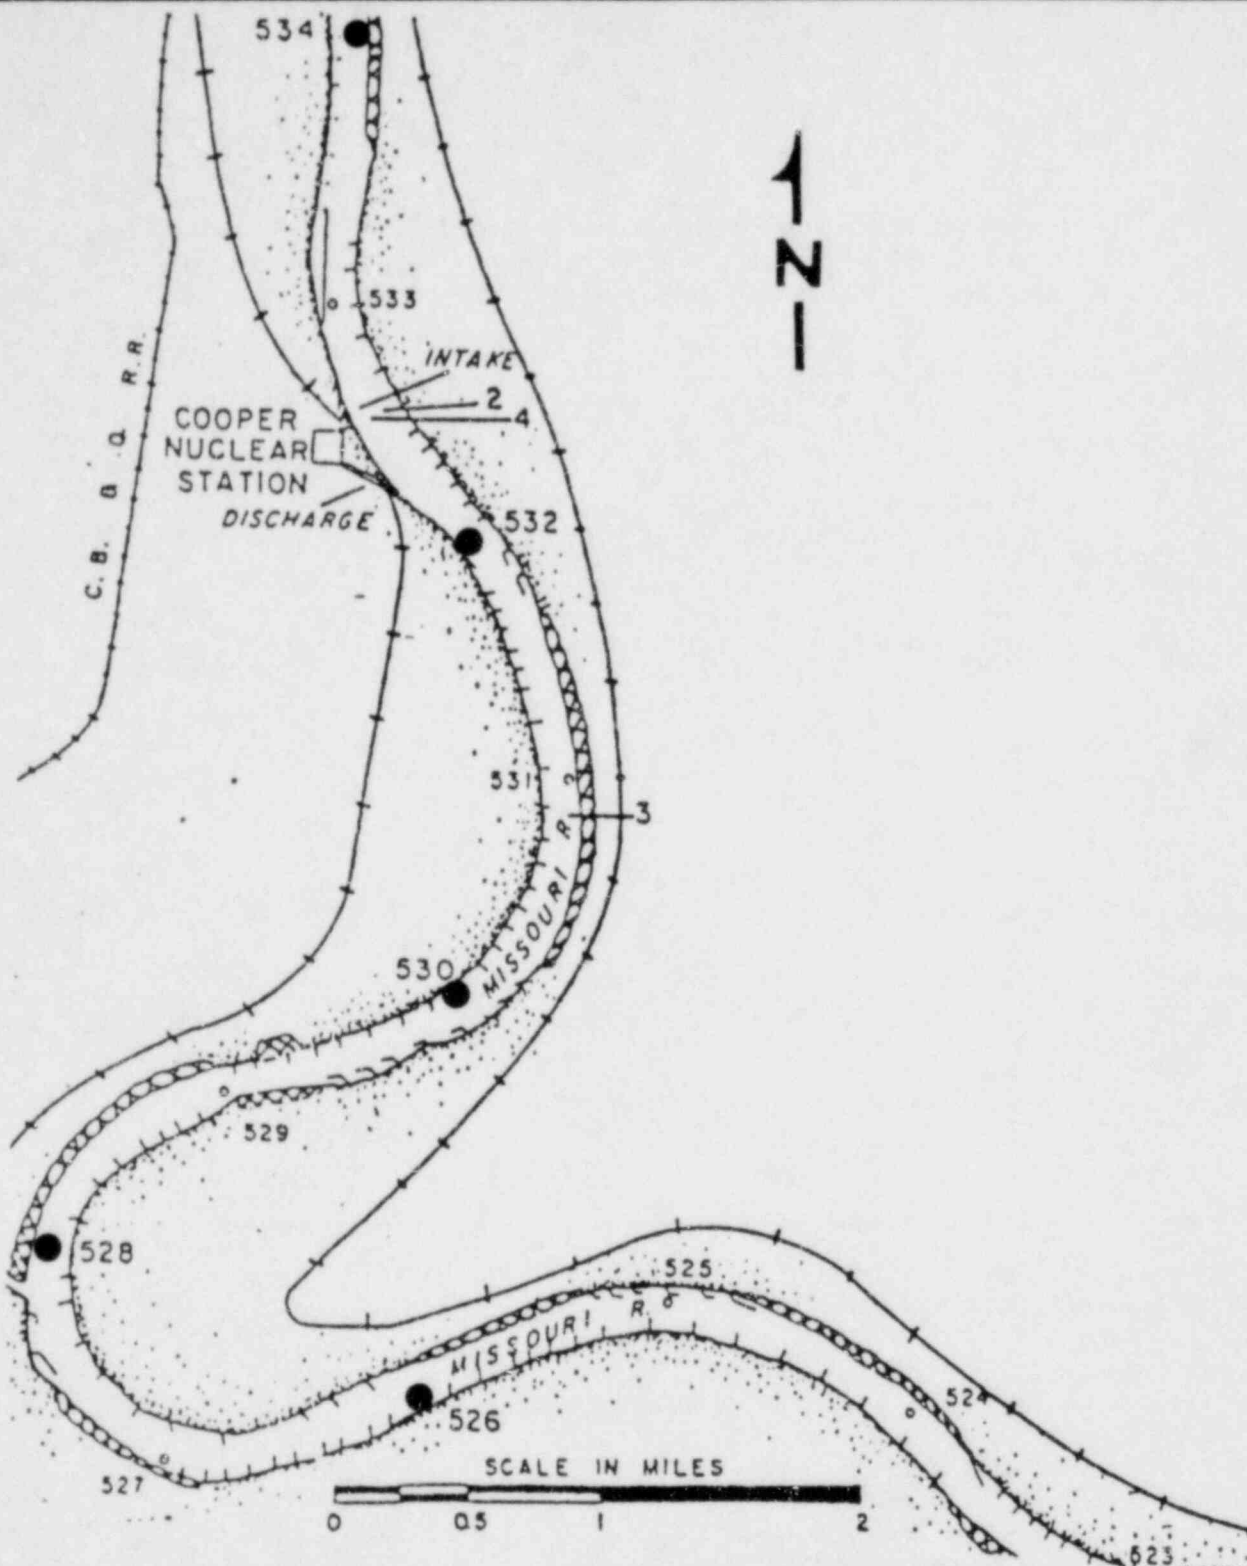 534
N
533
INTAKE
2
4
COOPER
NUCLEAR
STATION
DISCHARGE
C. B. & Q R.R.
532
531
3
MISSOURI R
530
529
528
525
MISSOURI R
524
526
527
SCALE IN MILES
0 0.5 1 2
523